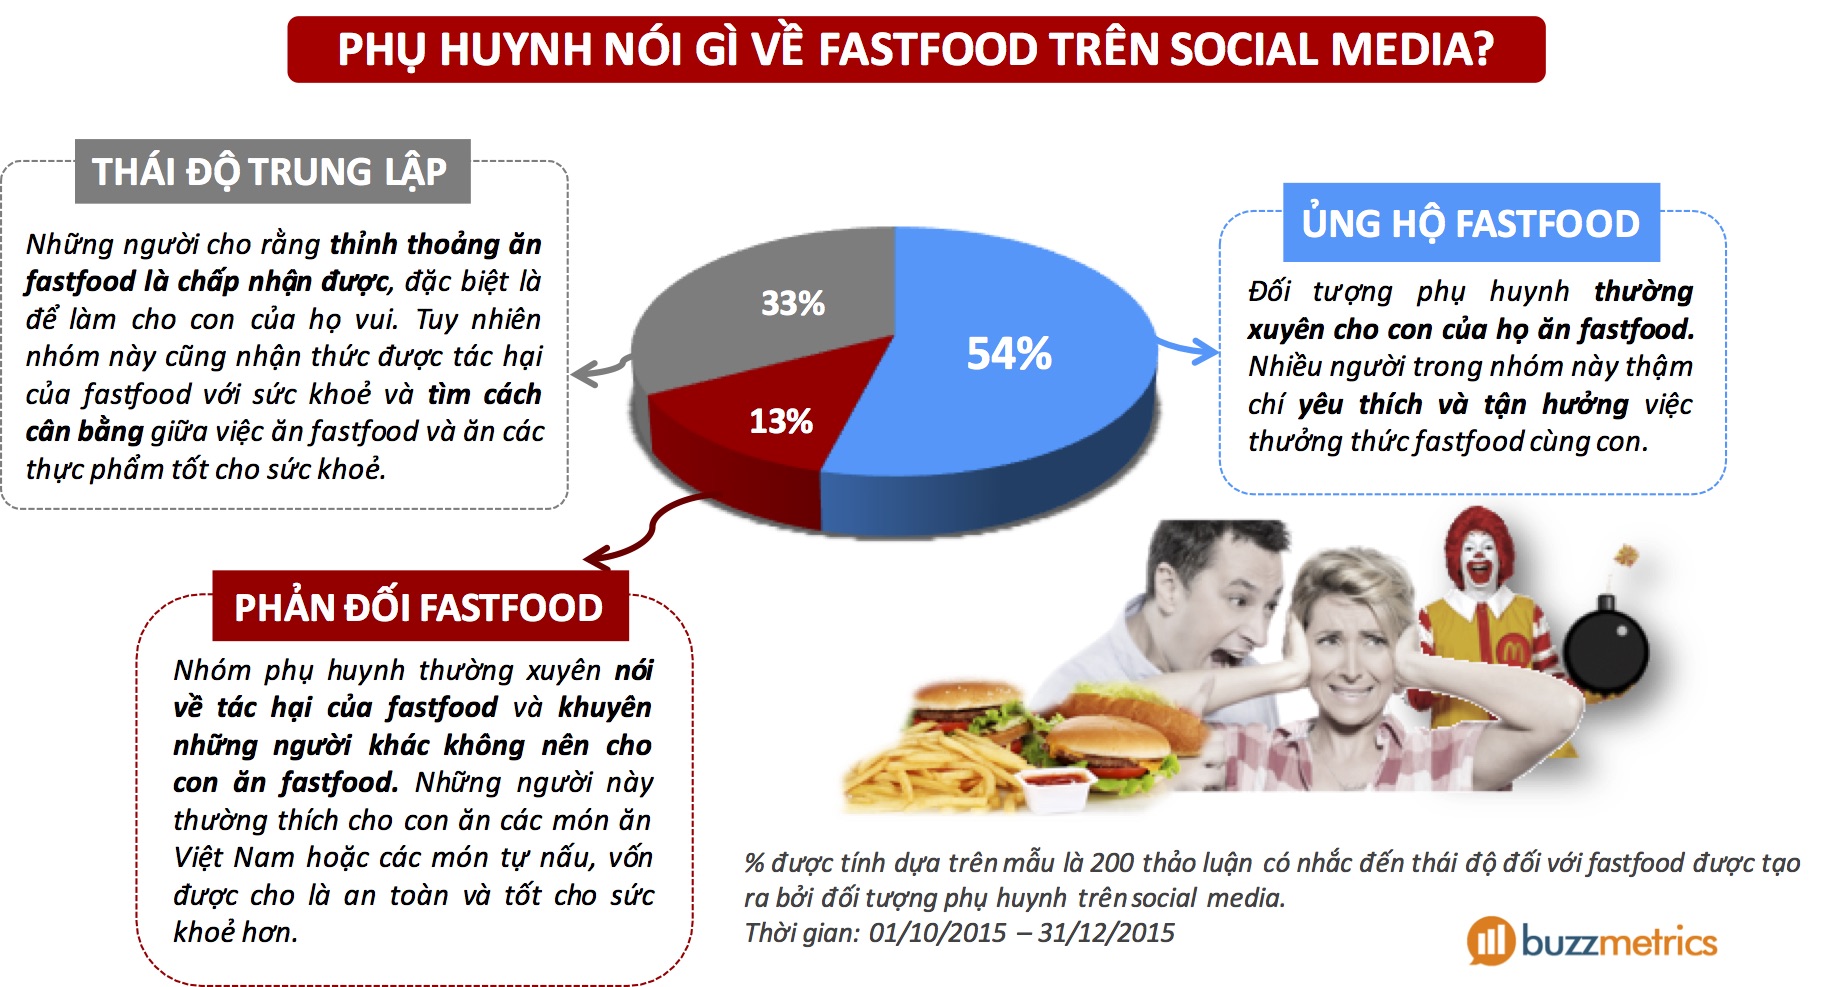 PHỤ HUYNH NÓI GÌ VỀ FASTFOOD TRÊN SOCIAL MEDIA?
THÁI ĐỘ TRUNG LẬP
Những người cho rằng thỉnh thoảng ăn
fastfood là chấp nhận được, đặc biệt là
để làm cho con của họ vui. Tuy nhiên
nhóm này cũng nhận thức được tác hại
của fastfood với sức khoẻ và tìm cách
cân bằng giữa việc ăn fastfood và ăn các
thực phẩm tốt cho sức khoẻ.
33%
54%
13%
ỦNG HỘ FASTFOOD
Đối tượng phụ huynh thường
xuyên cho con của họ ăn fastfood.
Nhiều người trong nhóm này thậm
chí yêu thích và tận hưởng việc
thưởng thức fastfood cùng con.
PHẢN ĐỐI FASTFOOD
Nhóm phụ huynh thường xuyên nói
về tác hại của fastfood và khuyên
những người khác không nên cho
con ăn fastfood. Những người này
thường thích cho con ăn các món ăn
Việt Nam hoặc các món tự nấu, vốn
được cho là an toàn và tốt cho sức
khoẻ hơn.
% được tính dựa trên mẫu là 200 thảo luận có nhắc đến thái độ đối với fastfood được tạo
ra bởi đối tượng phụ huynh trên social media.
Thời gian: 01/10/2015 – 31/12/2015
buzzmetrics